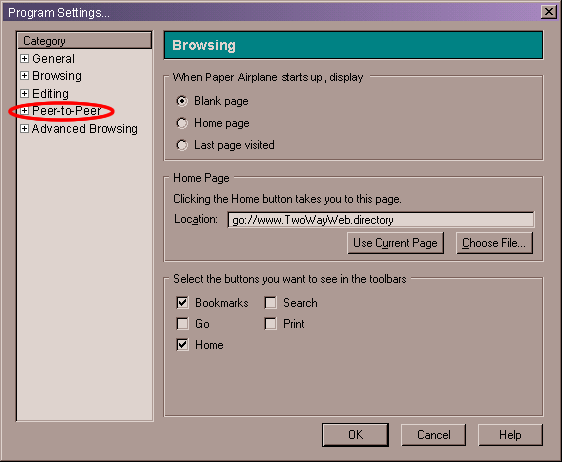 Program Settings...
Category
General
Browsing
Editing
Peer-to-Peer
Advanced Browsing
Browsing
When Paper Airplane starts up, display
Blank page
Home page
Last page visited
Home Page
Clicking the Home button takes you to this page.
Location: go://www.TwoWayWeb.directory
Use Current Page Choose File...
Select the buttons you want to see in the toolbars
Bookmarks Search
Go Print
Home
OK Cancel Help